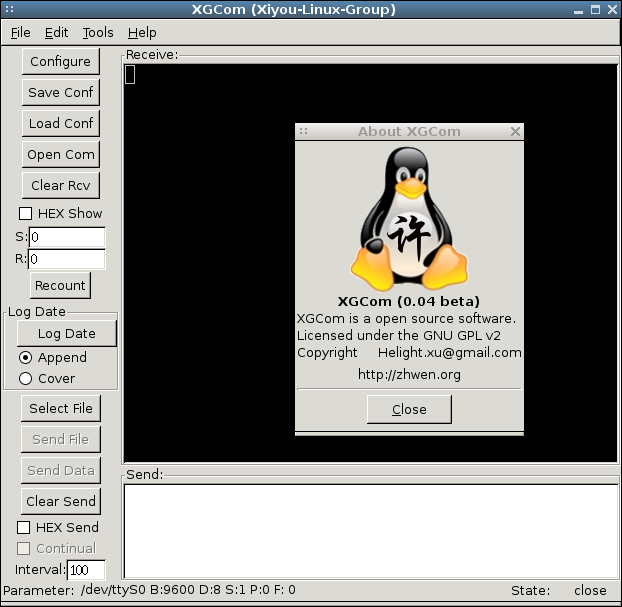 XGCom (Xiyou-Linux-Group)
File Edit Tools Help
Configure
Save Conf
Load Conf
Open Com
Clear Rcv
HEX Show
S: 0
R: 0
Recount
Log Date
Log Date
Append
Cover
Select File
Send File
Send Data
Clear Send
HEX Send
Continual
Interval: 100
Receive:
About XGCom
许
XGCom (0.04 beta)
XGCom is a open source software.
Licensed under the GNU GPL v2
Copyright Helight.xu@gmail.com
http://zhwen.org
Close
Send:
Parameter: /dev/ttyS0 B:9600 D:8 S:1 P:0 F: 0 State: close